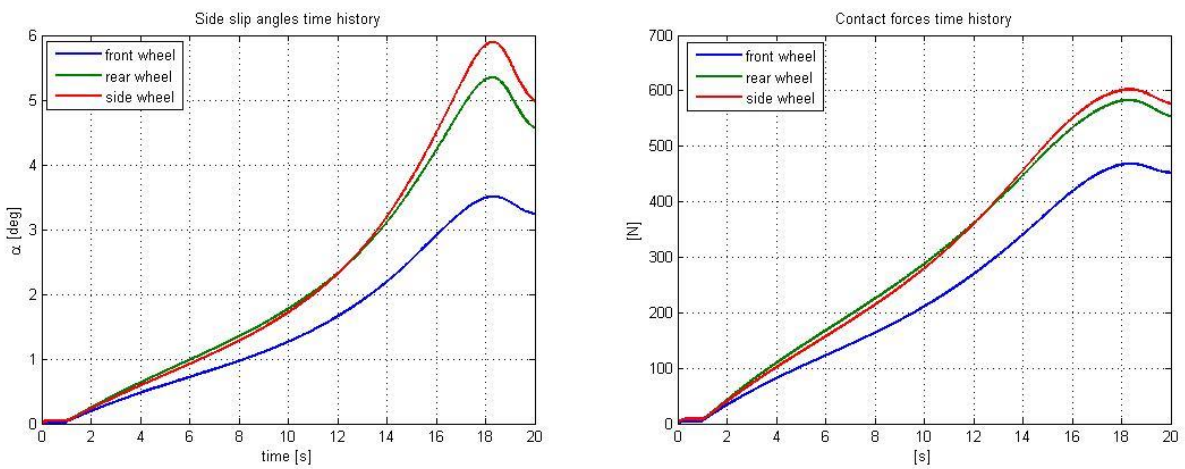 Side slip angles time history
6
5
4
3
2
1
0
α [deg]
front wheel
rear wheel
side wheel
0 2 4 6 8 10 12 14 16 18 20
time [s]
Contact forces time history
700
600
500
400
300
200
100
0
[N]
front wheel
rear wheel
side wheel
0 2 4 6 8 10 12 14 16 18 20
[s]